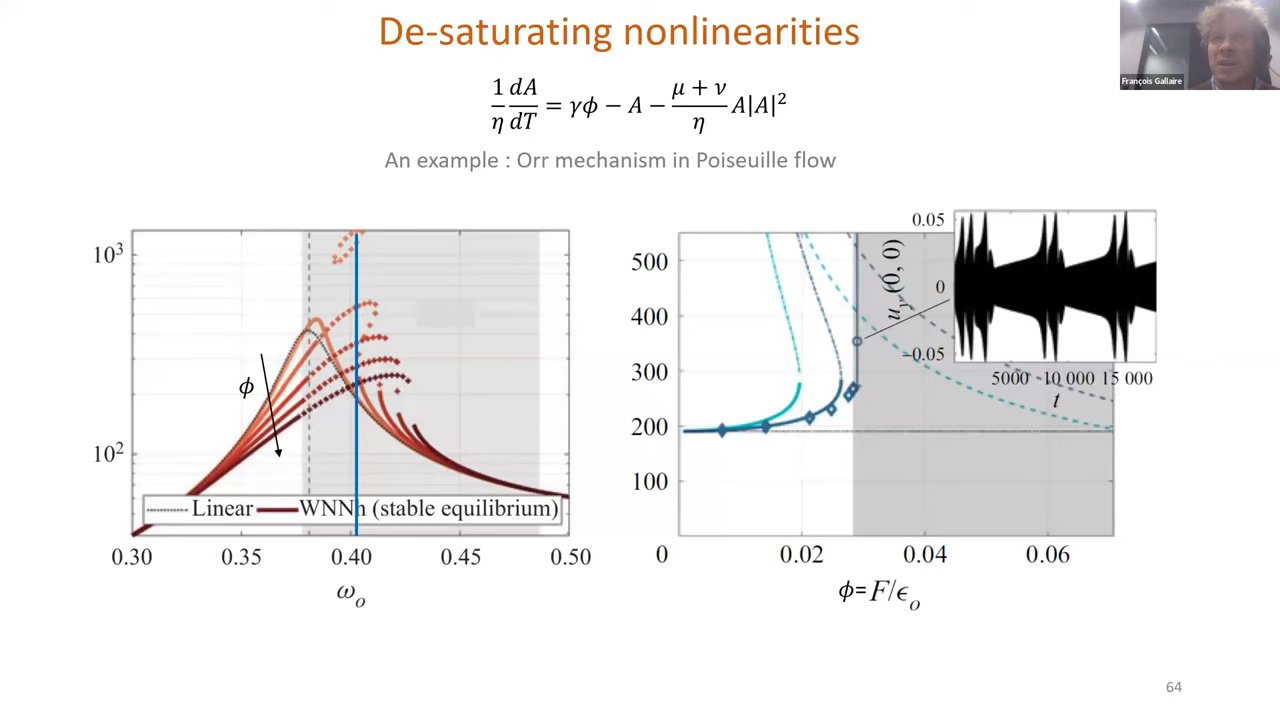 De-saturating nonlinearities
François Gallaire
1/η dA/dT = γϕ − A − (μ + ν)/η A|A|²
An example : Orr mechanism in Poiseuille flow
10³
10²
ϕ
Linear WNNh (stable equilibrium)
0.30 0.35 0.40 0.45 0.50
ωₒ
500
400
300
200
100
0 0.02 0.04 0.06
ϕ= F/ϵₒ
0.05
0
–0.05
uᵧ(0, 0)
5000 10 000 15 000
t
64